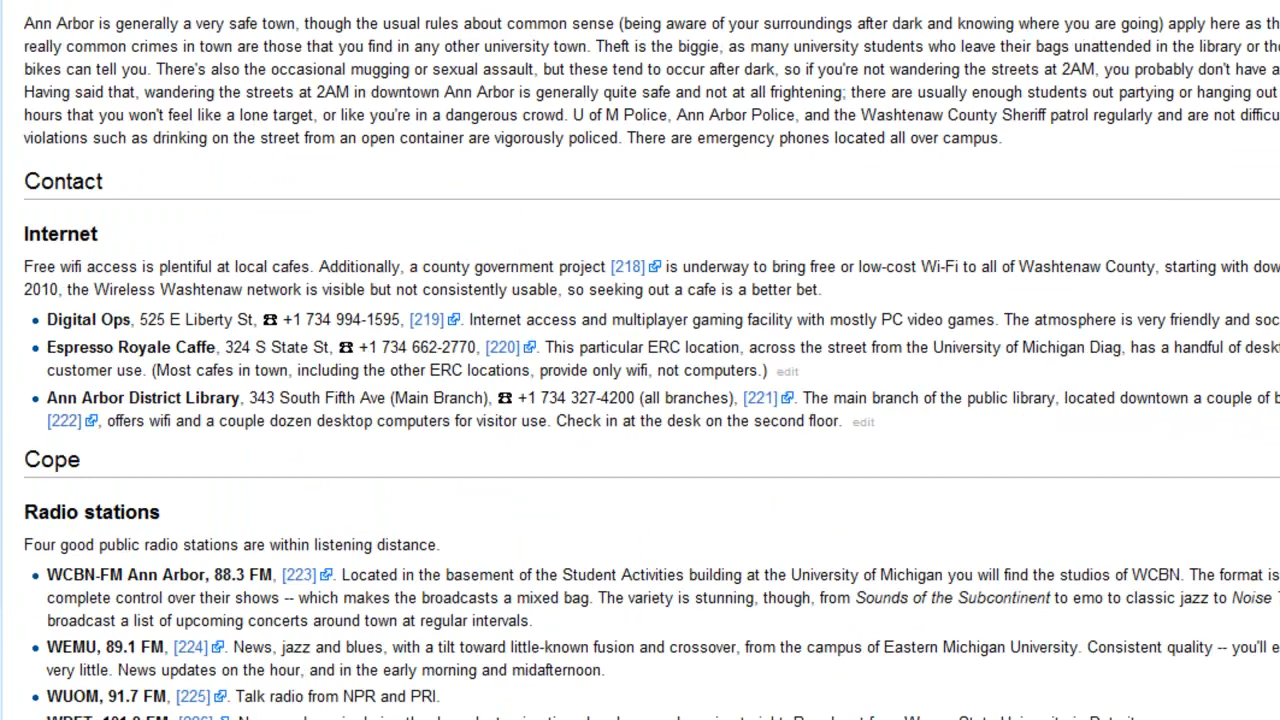 Ann Arbor is generally a very safe town, though the usual rules about common sense (being aware of your surroundings after dark and knowing where you are going) apply here as
really common crimes in town are those that you find in any other university town. Theft is the biggie, as many university students who leave their bags unattended in the library or
bikes can tell you. There's also the occasional mugging or sexual assault, but these tend to occur after dark, so if you're not wandering the streets at 2AM, you probably don't have a
Having said that, wandering the streets at 2AM in downtown Ann Arbor is generally quite safe and not at all frightening; there are usually enough students out partying or hanging out
hours that you won't feel like a lone target, or like you're in a dangerous crowd. U of M Police, Ann Arbor Police, and the Washtenaw County Sheriff patrol regularly and are not
violations such as drinking on the street from an open container are vigorously policed. There are emergency phones located all over campus.
Contact
Internet
Free wifi access is plentiful at local cafes. Additionally, a county government project [218] is underway to bring free or low-cost Wi-Fi to all of Washtenaw County, starting with
2010, the Wireless Washtenaw network is visible but not consistently usable, so seeking out a cafe is a better bet.
• Digital Ops, 525 E Liberty St, ☎ +1 734 994-1595, [219]. Internet access and multiplayer gaming facility with mostly PC video games. The atmosphere is very friendly and
• Espresso Royale Caffe, 324 S State St, ☎ +1 734 662-2770, [220]. This particular ERC location, across the street from the University of Michigan Diag, has a handful of
customer use. (Most cafes in town, including the other ERC locations, provide only wifi, not computers.) edit
• Ann Arbor District Library, 343 South Fifth Ave (Main Branch), ☎ +1 734 327-4200 (all branches), [221]. The main branch of the public library, located downtown a couple of
[222], offers wifi and a couple dozen desktop computers for visitor use. Check in at the desk on the second floor. edit
Cope
Radio stations
Four good public radio stations are within listening distance.
• WCBN-FM Ann Arbor, 88.3 FM, [223]. Located in the basement of the Student Activities building at the University of Michigan you will find the studios of WCBN. The format is
complete control over their shows -- which makes the broadcasts a mixed bag. The variety is stunning, though, from Sounds of the Subcontinent to emo to classic jazz to Noise
broadcast a list of upcoming concerts around town at regular intervals.
• WEMU, 89.1 FM, [224]. News, jazz and blues, with a tilt toward little-known fusion and crossover, from the campus of Eastern Michigan University. Consistent quality -- you'll
very little. News updates on the hour, and in the early morning and midafternoon.
• WUOM, 91.7 FM, [225]. Talk radio from NPR and PRI.